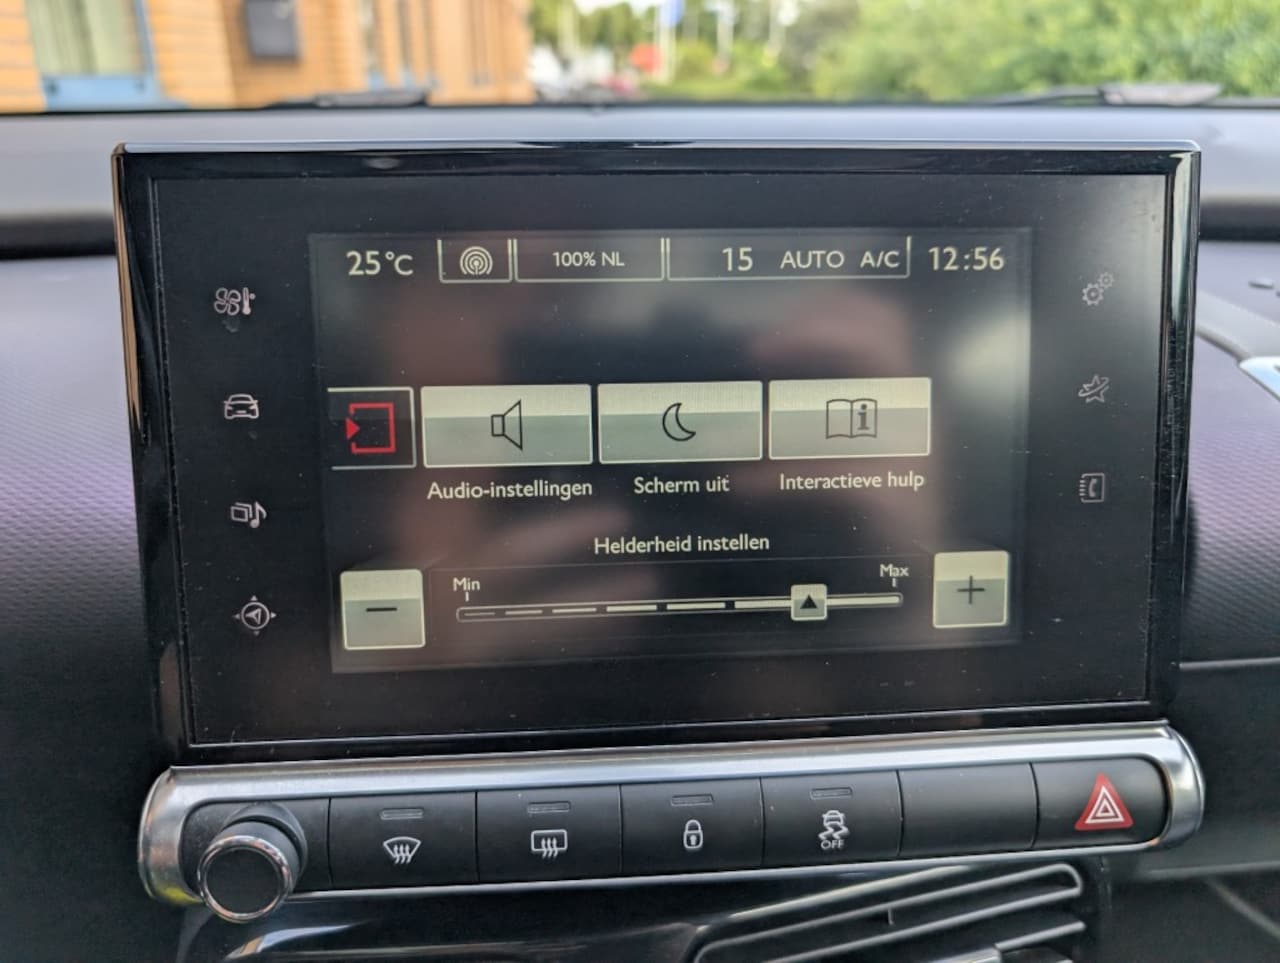 25°C 100% NL 15 AUTO A/C 12:56
Audio-instellingen Scherm uit Interactieve hulp
Helderheid instellen
Min Max
− +
OFF